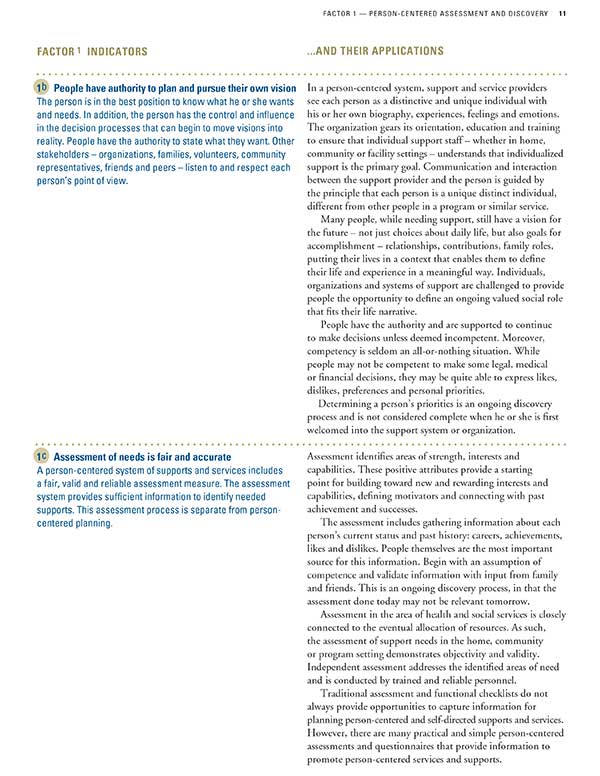 FACTOR 1 — PERSON-CENTERED ASSESSMENT AND DISCOVERY 11
FACTOR 1 INDICATORS
...AND THEIR APPLICATIONS
1b People have authority to plan and pursue their own vision
The person is in the best position to know what he or she wants
and needs. In addition, the person has the control and influence
in the decision processes that can begin to move visions into
reality. People have the authority to state what they want. Other
stakeholders – organizations, families, volunteers, community
representatives, friends and peers – listen to and respect each
person's point of view.
In a person-centered system, support and service providers
see each person as a distinctive and unique individual with
his or her own biography, experiences, feelings and emotions.
The organization gears its orientation, education and training
to ensure that individual support staff – whether in home,
community or facility settings – understands that individualized
support is the primary goal. Communication and interaction
between the support provider and the person is guided by
the principle that each person is a unique distinct individual,
different from other people in a program or similar service.
Many people, while needing support, still have a vision for
the future – not just choices about daily life, but also goals for
accomplishment – relationships, contributions, family roles,
putting their lives in a context that enables them to define
their life and experience in a meaningful way. Individuals,
organizations and systems of support are challenged to provide
people the opportunity to define an ongoing valued social role
that fits their life narrative.
People have the authority and are supported to continue
to make decisions unless deemed incompetent. Moreover,
competency is seldom an all-or-nothing situation. While
people may not be competent to make some legal, medical
or financial decisions, they may be quite able to express likes,
dislikes, preferences and personal priorities.
Determining a person's priorities is an ongoing discovery
process and is not considered complete when he or she is first
welcomed into the support system or organization.
1c Assessment of needs is fair and accurate
A person-centered system of supports and services includes
a fair, valid and reliable assessment measure. The assessment
system provides sufficient information to identify needed
supports. This assessment process is separate from person-
centered planning.
Assessment identifies areas of strength, interests and
capabilities. These positive attributes provide a starting
point for building toward new and rewarding interests and
capabilities, defining motivators and connecting with past
achievement and successes.
The assessment includes gathering information about each
person's current status and past history: careers, achievements,
likes and dislikes. People themselves are the most important
source for this information. Begin with an assumption of
competence and validate information with input from family
and friends. This is an ongoing discovery process, in that the
assessment done today may not be relevant tomorrow.
Assessment in the area of health and social services is closely
connected to the eventual allocation of resources. As such,
the assessment of support needs in the home, community
or program setting demonstrates objectivity and validity.
Independent assessment addresses the identified areas of need
and is conducted by trained and reliable personnel.
Traditional assessment and functional checklists do not
always provide opportunities to capture information for
planning person-centered and self-directed supports and services.
However, there are many practical and simple person-centered
assessments and questionnaires that provide information to
promote person-centered services and supports.